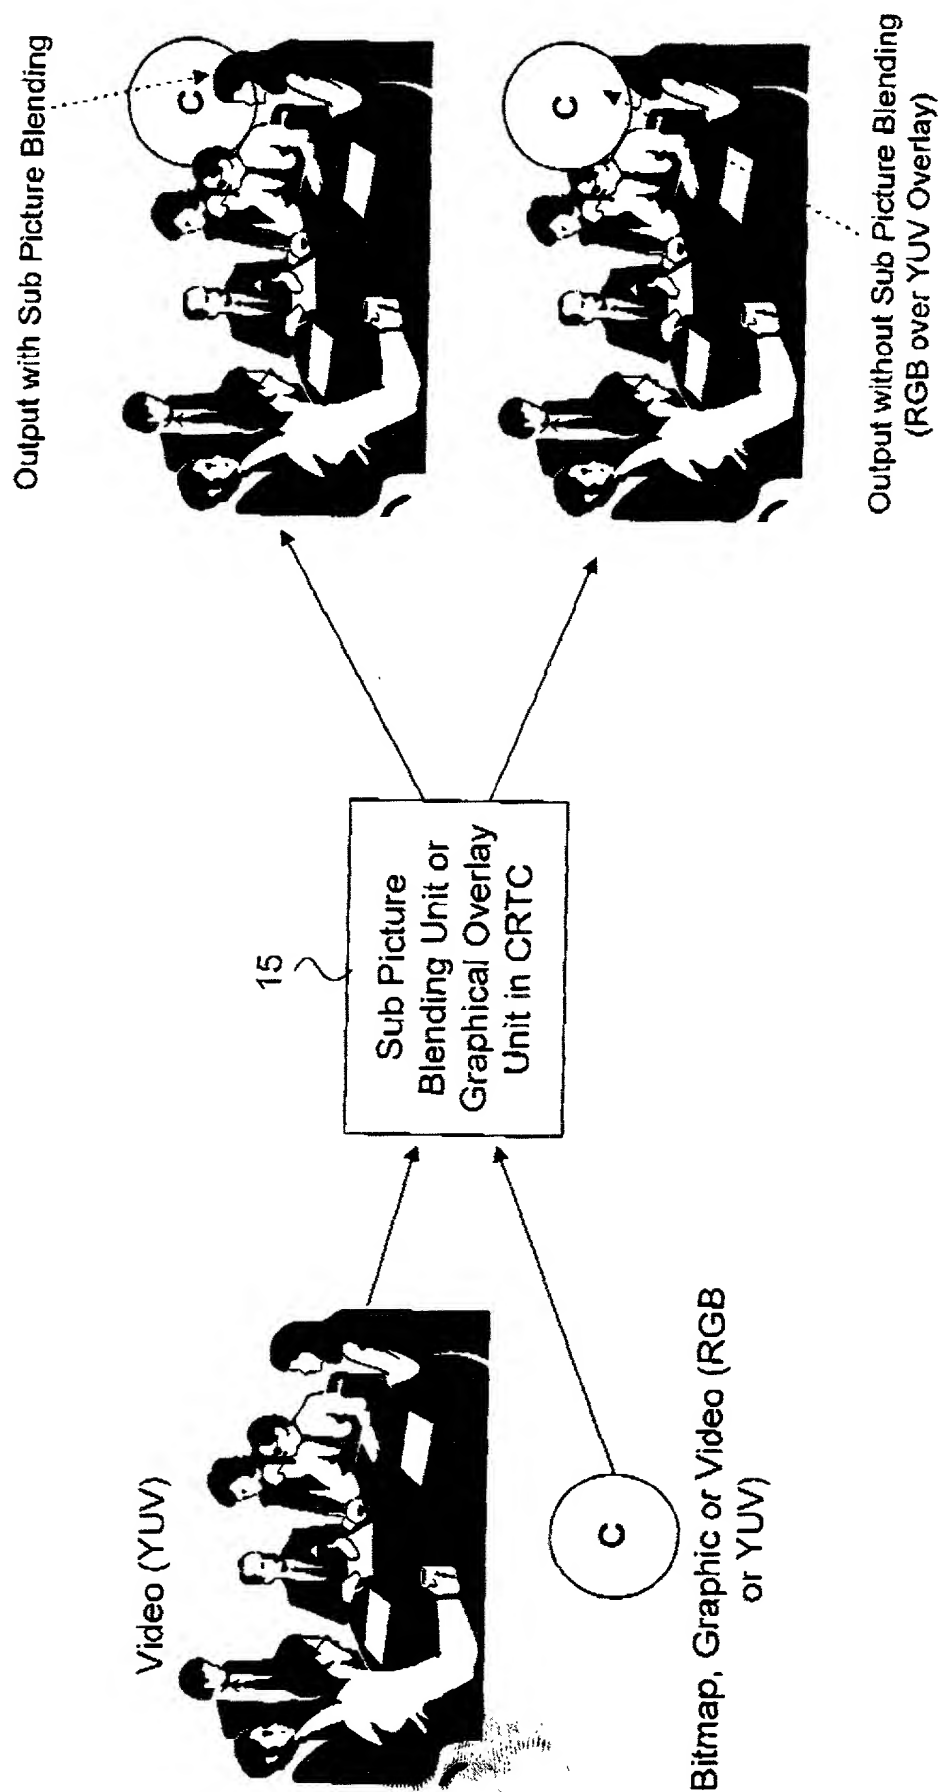 Video (YUV)
C
Bitmap, Graphic or Video (RGB
or YUV)
15
Sub Picture
Blending Unit or
Graphical Overlay
Unit in CRTC
Output with Sub Picture Blending
C
C
Output without Sub Picture Blending
(RGB over YUV Overlay)